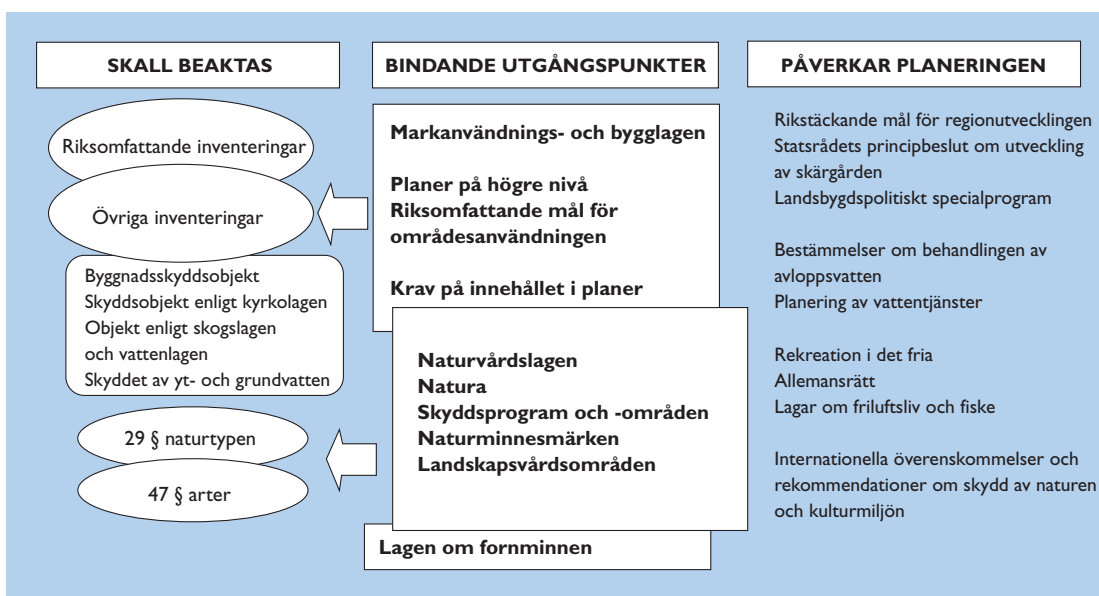 SKALL BEAKTAS
Riksomfattande inventeringar
Övriga inventeringar
Byggnadsskyddsobjekt
Skyddsobjekt enligt kyrkolagen
Objekt enligt skogslagen
och vattenlagen
Skyddet av yt- och grundvatten
29 § naturtypen
47 § arter
BINDANDE UTGÅNGSPUNKTER
Markanvändnings- och bygglagen
Planer på högre nivå
Riksomfattande mål för
områdesanvändningen
Krav på innehållet i planer
Naturvårdslagen
Natura
Skyddsprogram och -områden
Naturminnesmärken
Landskapsvårdsområden
Lagen om fornminnen
PÅVERKAR PLANERINGEN
Rikstäckande mål för regionutvecklingen
Statsrådets principbeslut om utveckling
av skärgården
Landsbygdspolitiskt specialprogram
Bestämmelser om behandlingen av
avloppsvatten
Planering av vattentjänster
Rekreation i det fria
Allemansrätt
Lagar om friluftsliv och fiske
Internationella överenskommelser och
rekommendationer om skydd av naturen
och kulturmiljön